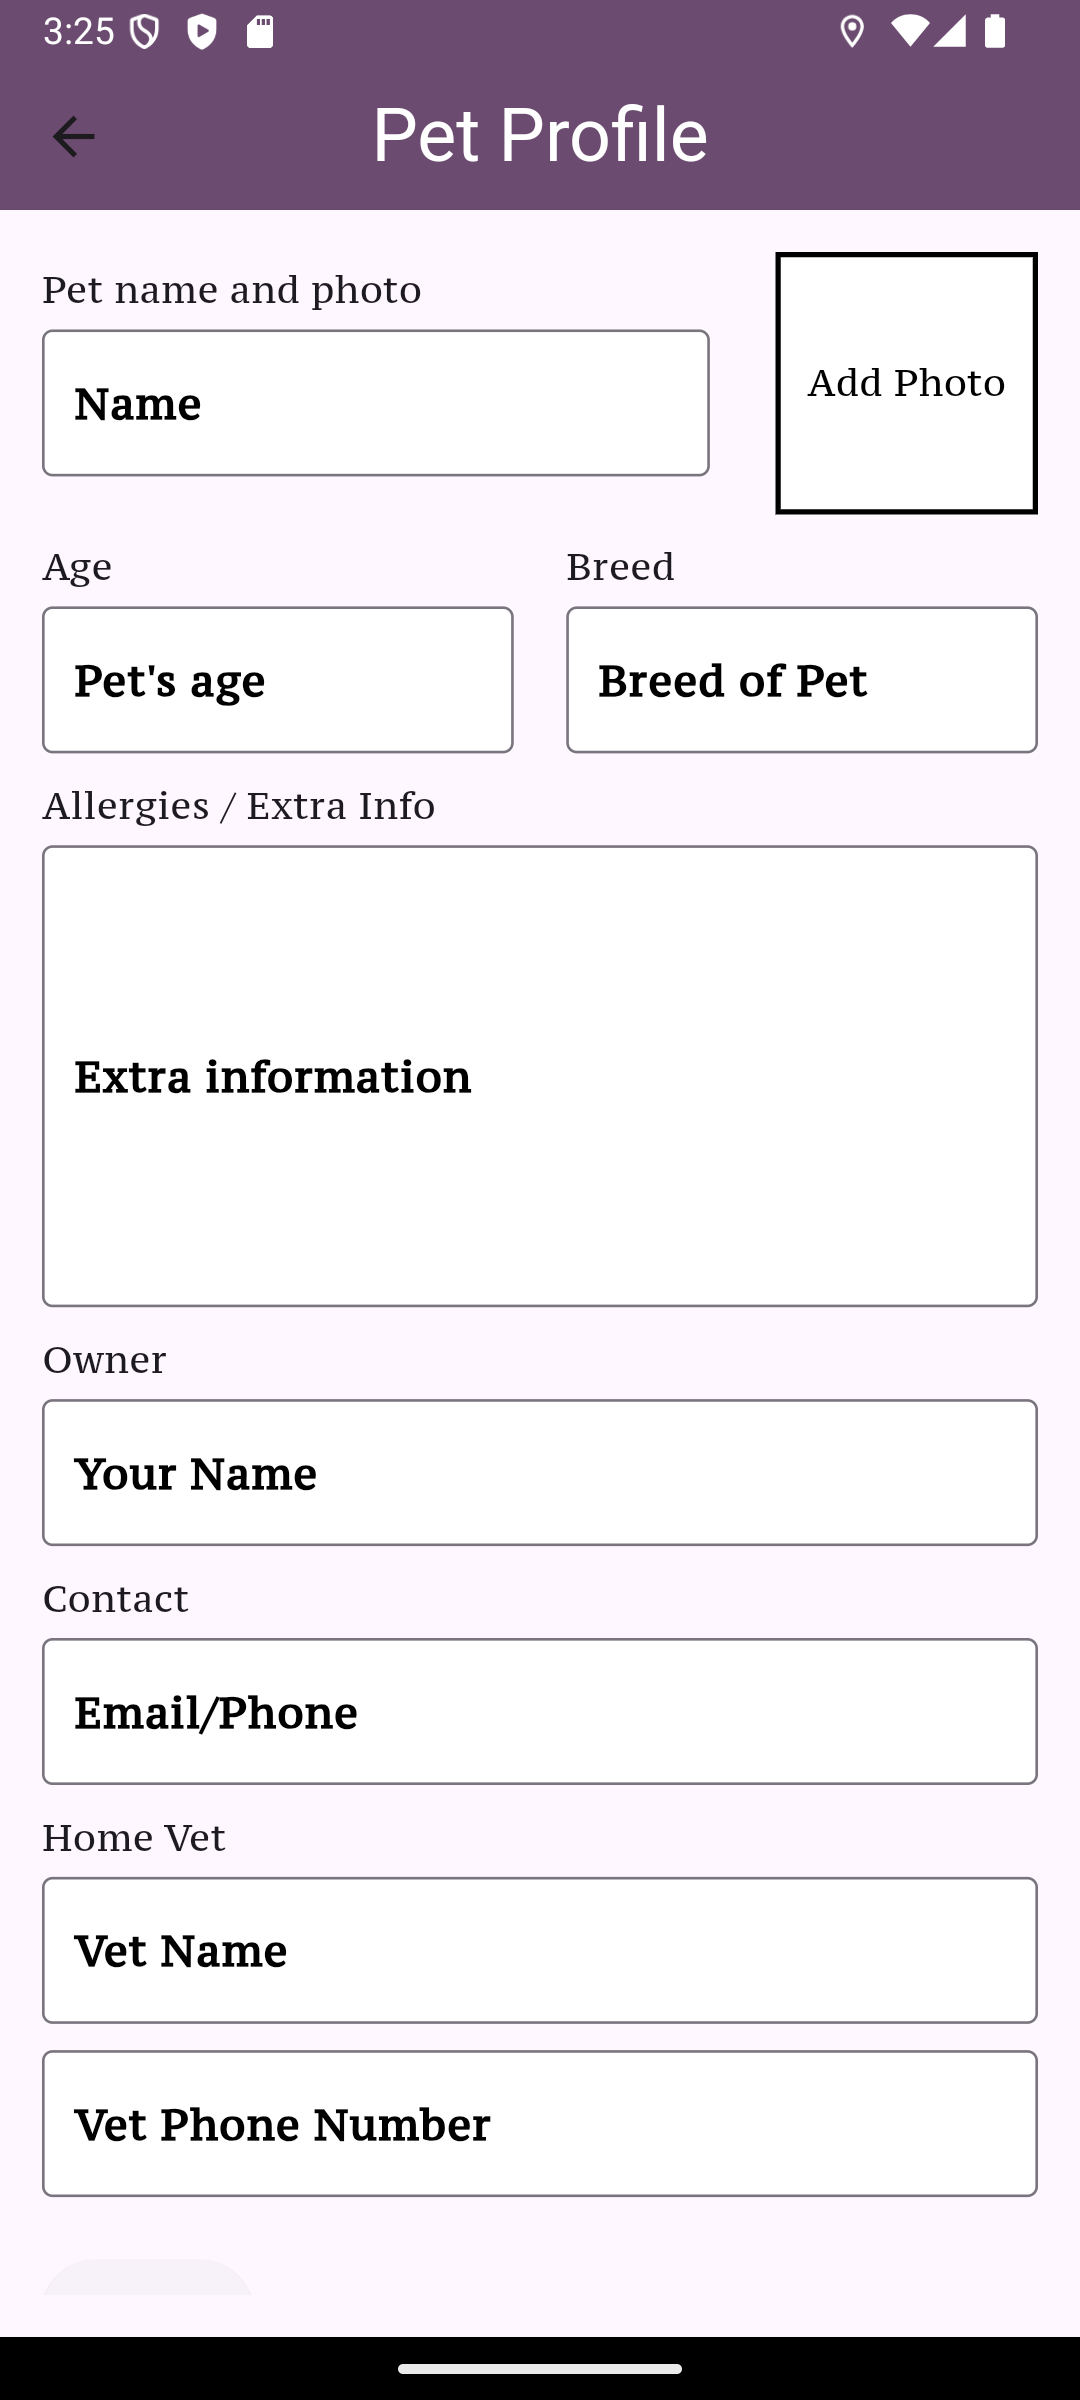 3:25
Pet Profile
Pet name and photo
Name
Add Photo
Age
Breed
Pet's age
Breed of Pet
Allergies / Extra Info
Extra information
Owner
Your Name
Contact
Email/Phone
Home Vet
Vet Name
Vet Phone Number